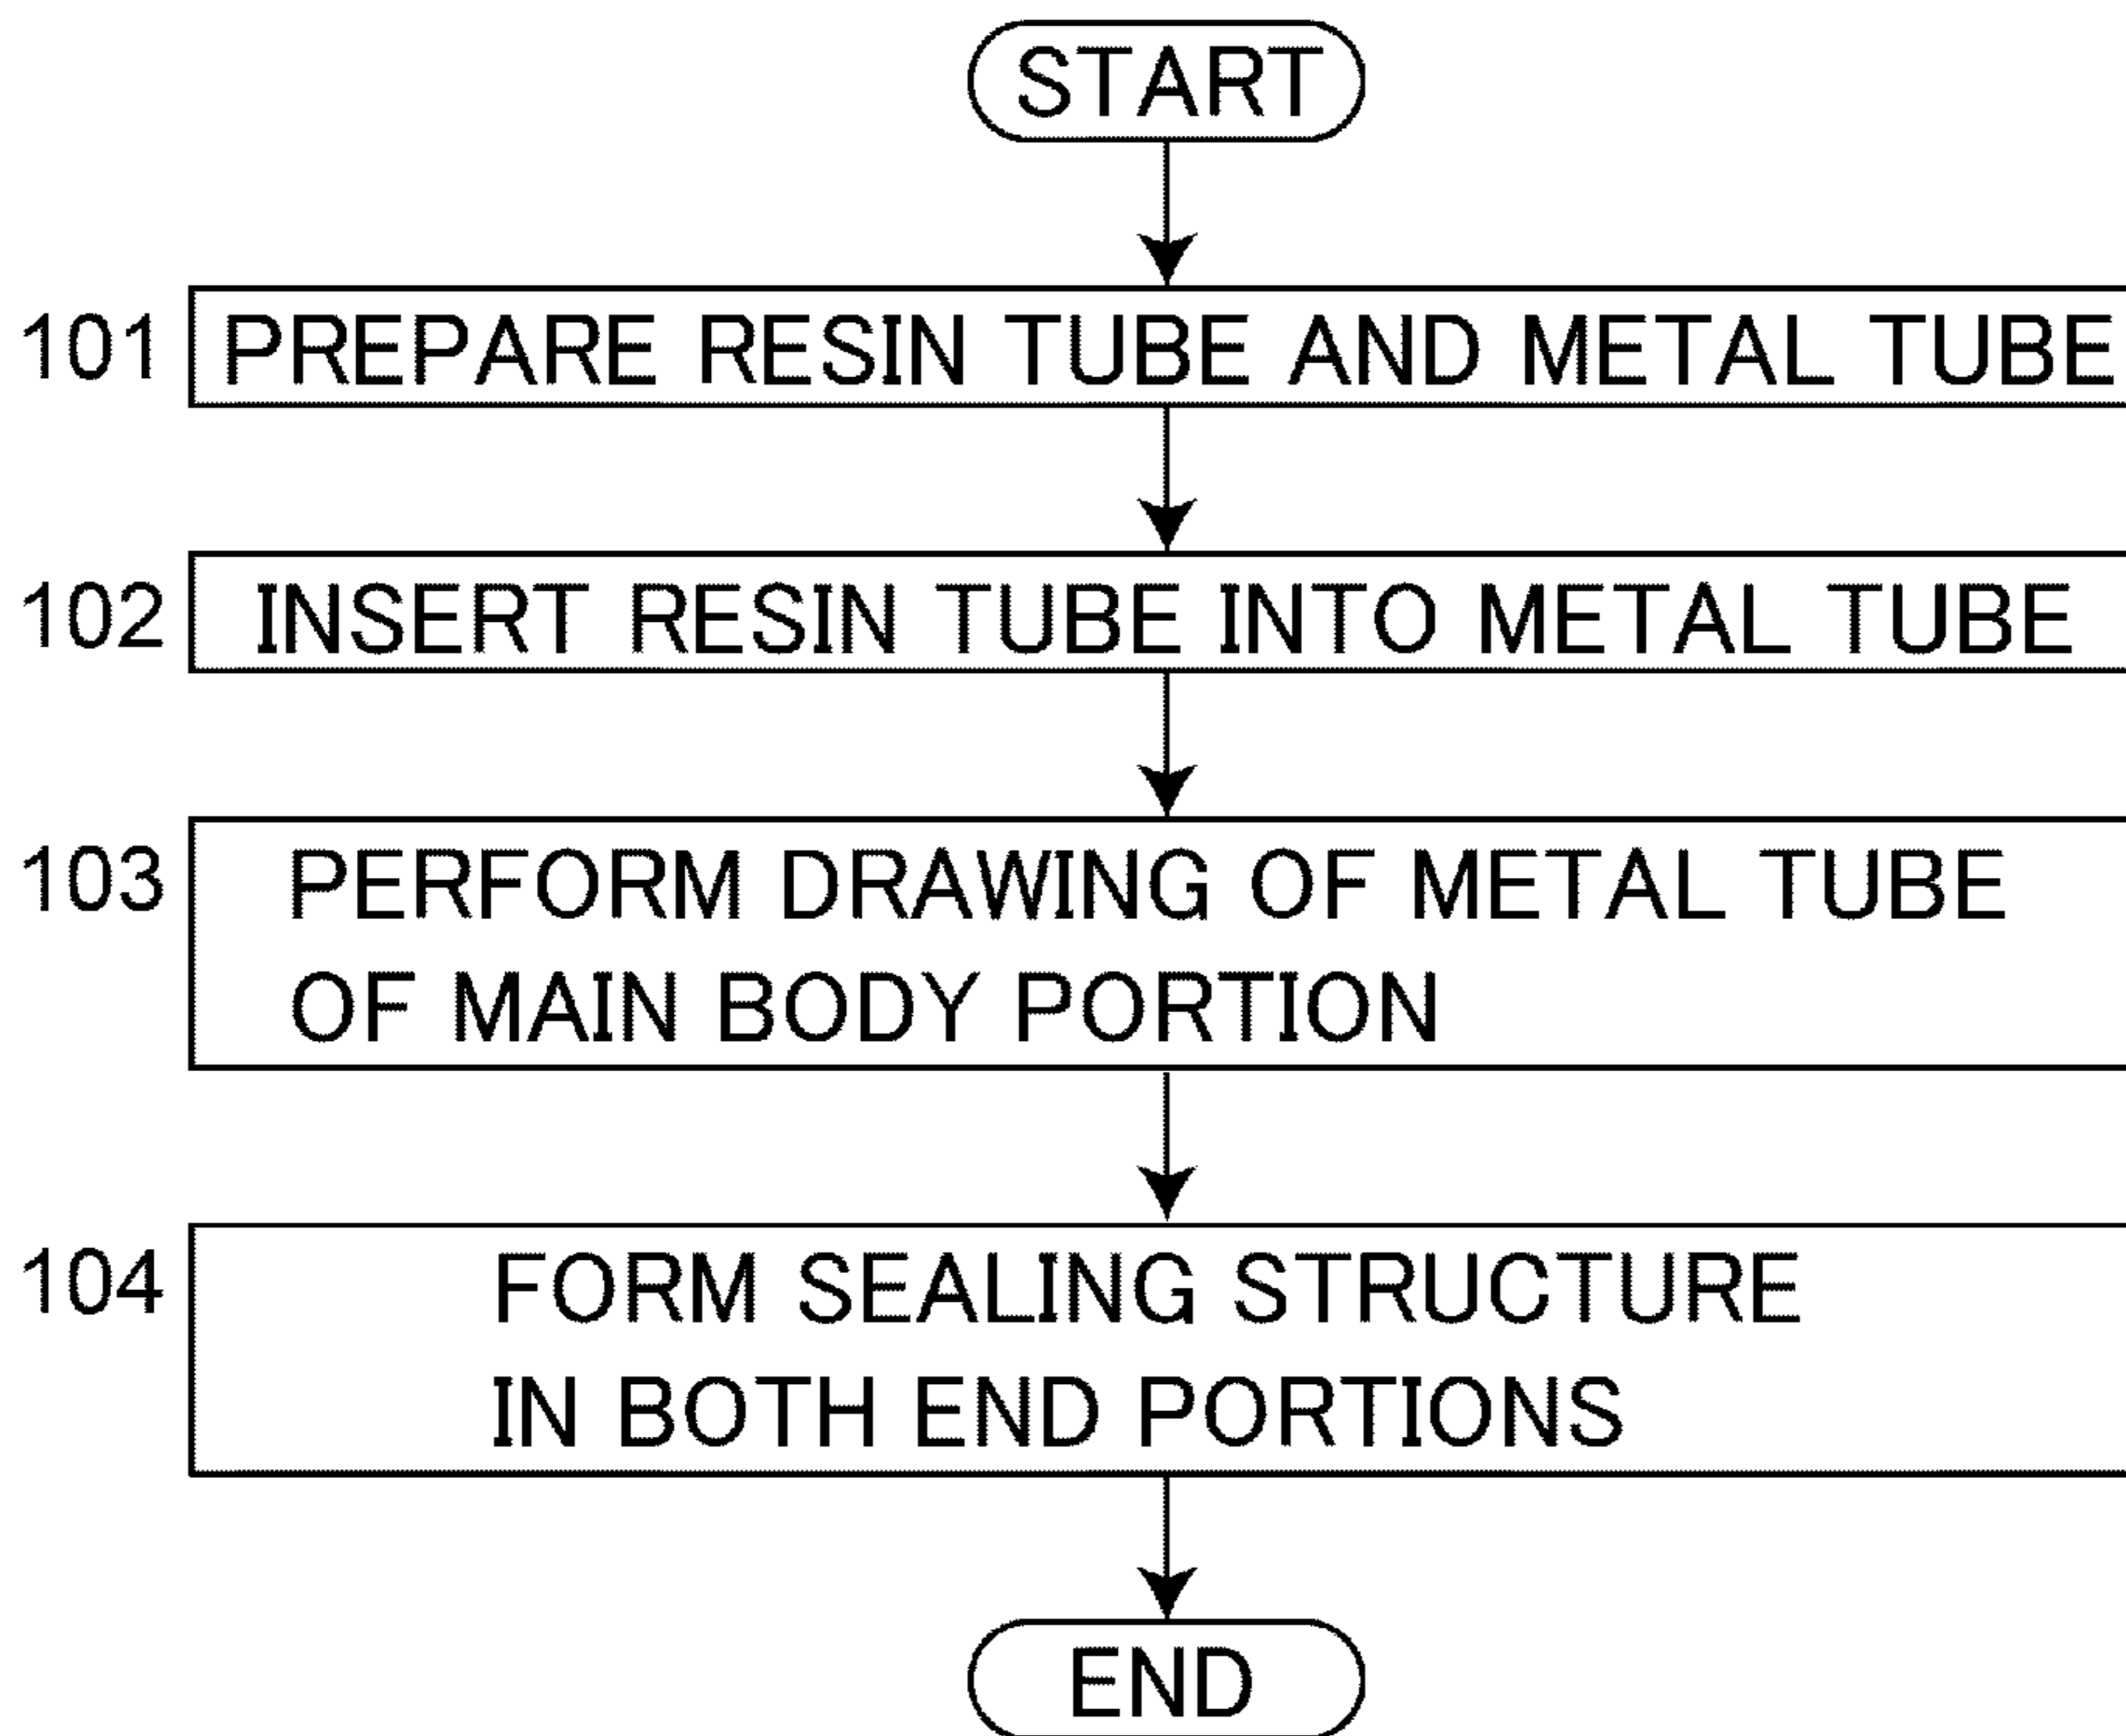 START
101 PREPARE RESIN TUBE AND METAL TUBE
102 INSERT RESIN TUBE INTO METAL TUBE
103 PERFORM DRAWING OF METAL TUBE
OF MAIN BODY PORTION
104 FORM SEALING STRUCTURE
IN BOTH END PORTIONS
END